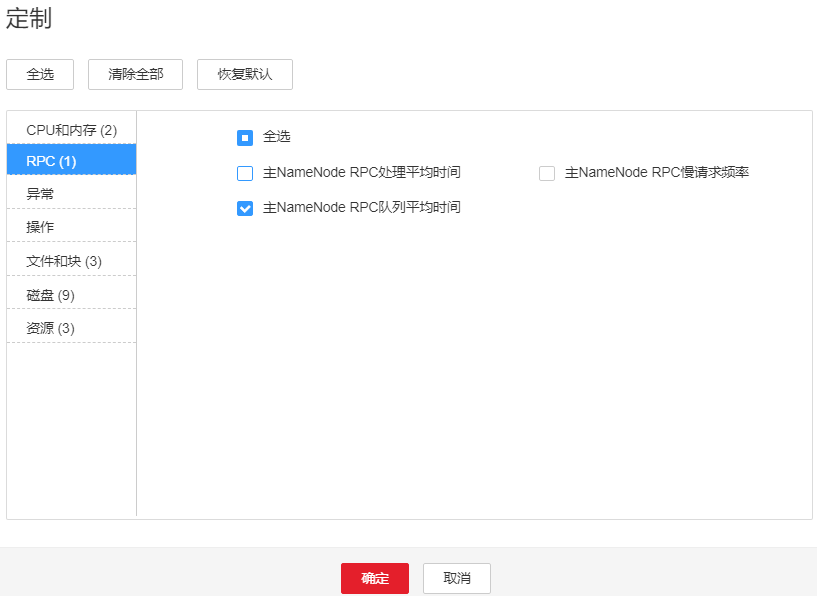 定制
全选 清除全部 恢复默认
CPU和内存 (2)
RPC (1)
异常
操作
文件和块 (3)
磁盘 (9)
资源 (3)
全选
主NameNode RPC处理平均时间 主NameNode RPC慢请求频率
主NameNode RPC队列平均时间
确定 取消